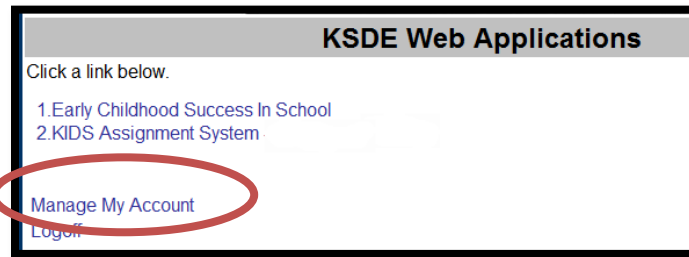 KSDE Web Applications
Click a link below.
1.Early Childhood Success In School
2.KIDS Assignment System
Manage My Account
Logoff